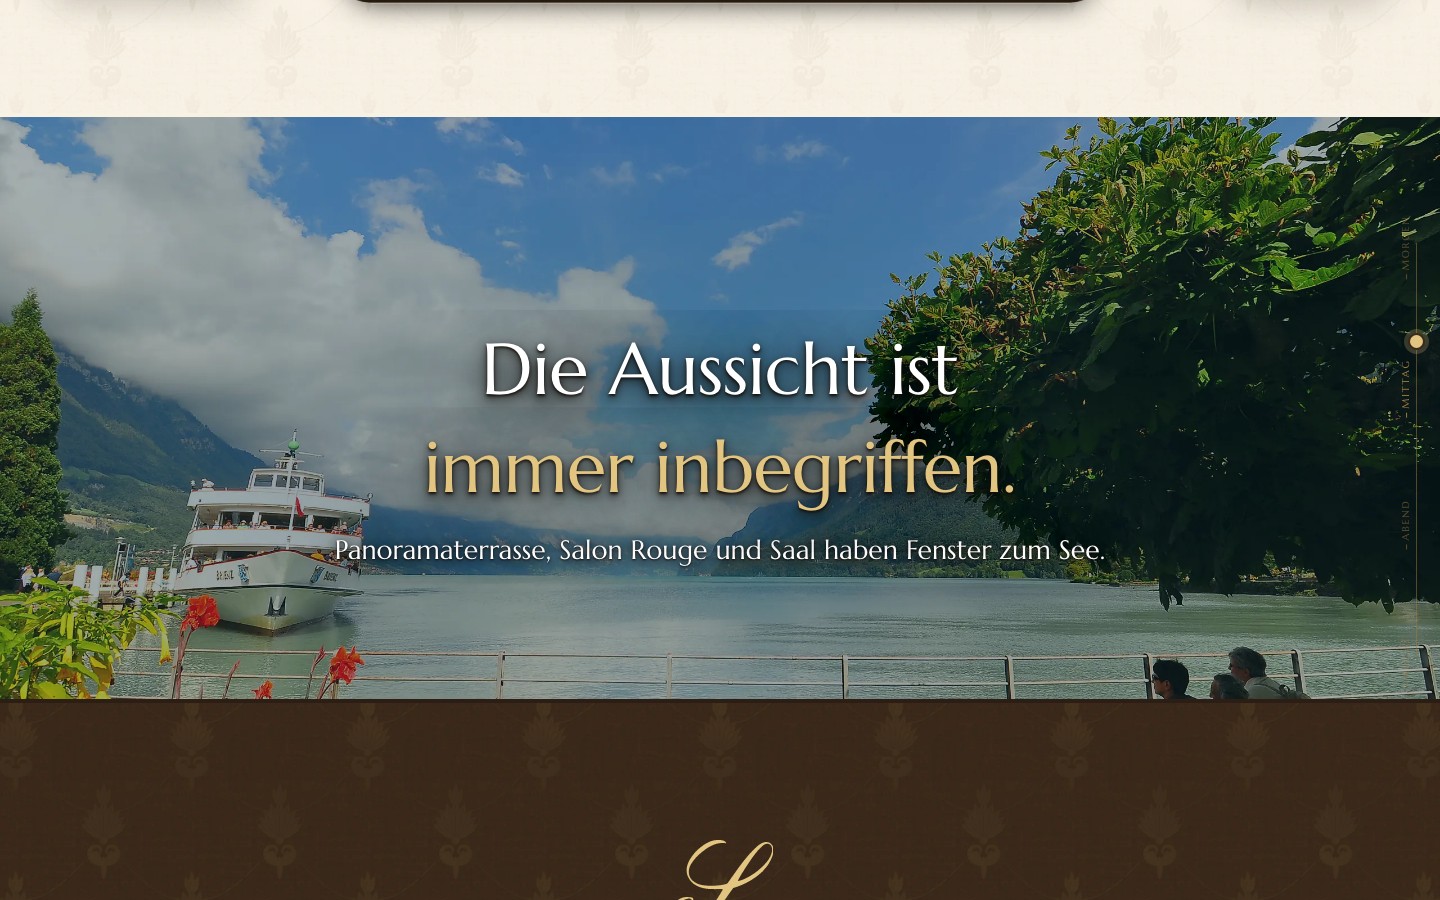 Die Aussicht ist
immer inbegriffen.
Panoramaterrasse, Salon Rouge und Saal haben Fenster zum See.
MITTAG
ABEND